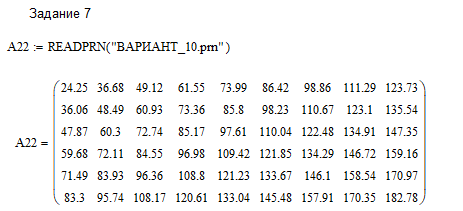 Задание 7
A22 := READPRN("ВАРИАНТ_10.prn")
24.25 36.68 49.12 61.55 73.99 86.42 98.86 111.29 123.73
36.06 48.49 60.93 73.36 85.8 98.23 110.67 123.1 135.54
47.87 60.3 72.74 85.17 97.61 110.04 122.48 134.91 147.35
A22 = 59.68 72.11 84.55 96.98 109.42 121.85 134.29 146.72 159.16
71.49 83.93 96.36 108.8 121.23 133.67 146.1 158.54 170.97
83.3 95.74 108.17 120.61 133.04 145.48 157.91 170.35 182.78